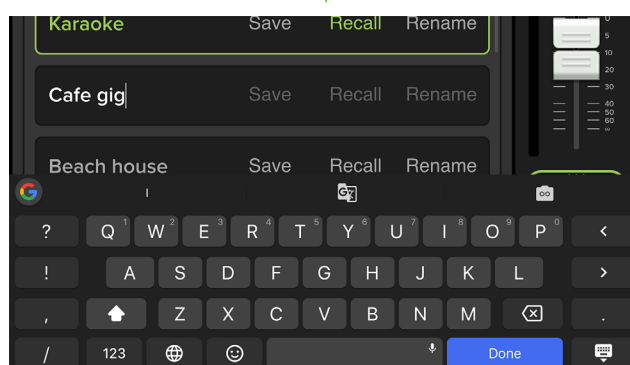 Karaoke Save Recall Rename
Cafe gig Save Recall Rename
Beach house Save Recall Rename
0
5
10
20
30
40
50
60
∞
G I G
? Q 1 W 2 E 3 R 4 T 5 Y 6 U 7 I 8 O 9 P 0 <
! A S D F G H J K L >
, Z X C V B N M .
/ 123 Done